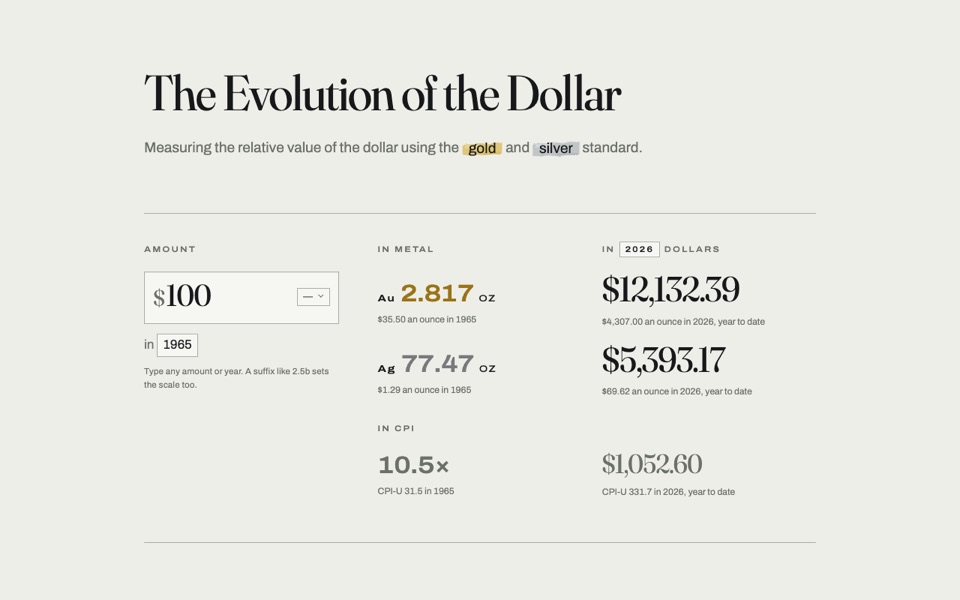 The Evolution of the Dollar
Measuring the relative value of the dollar using the gold and silver standard.
AMOUNT
$100
—
in 1965
Type any amount or year. A suffix like 2.5b sets
the scale too.
IN METAL
Au 2.817 OZ
$35.50 an ounce in 1965
Ag 77.47 OZ
$1.29 an ounce in 1965
IN CPI
10.5×
CPI-U 31.5 in 1965
IN 2026 DOLLARS
$12,132.39
$4,307.00 an ounce in 2026, year to date
$5,393.17
$69.62 an ounce in 2026, year to date
$1,052.60
CPI-U 331.7 in 2026, year to date